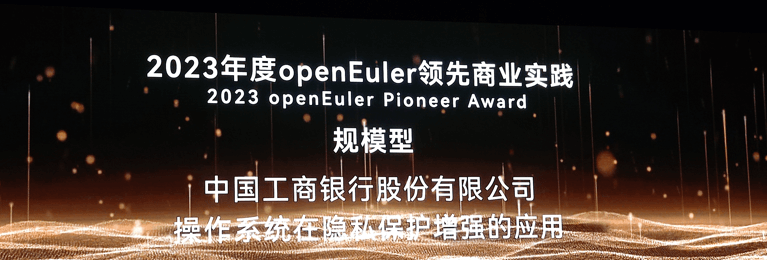 2023年度openEuler领先商业实践
2023 openEuler Pioneer Award
规模型
中国工商银行股份有限公司
操作系统在隐私保护增强的应用